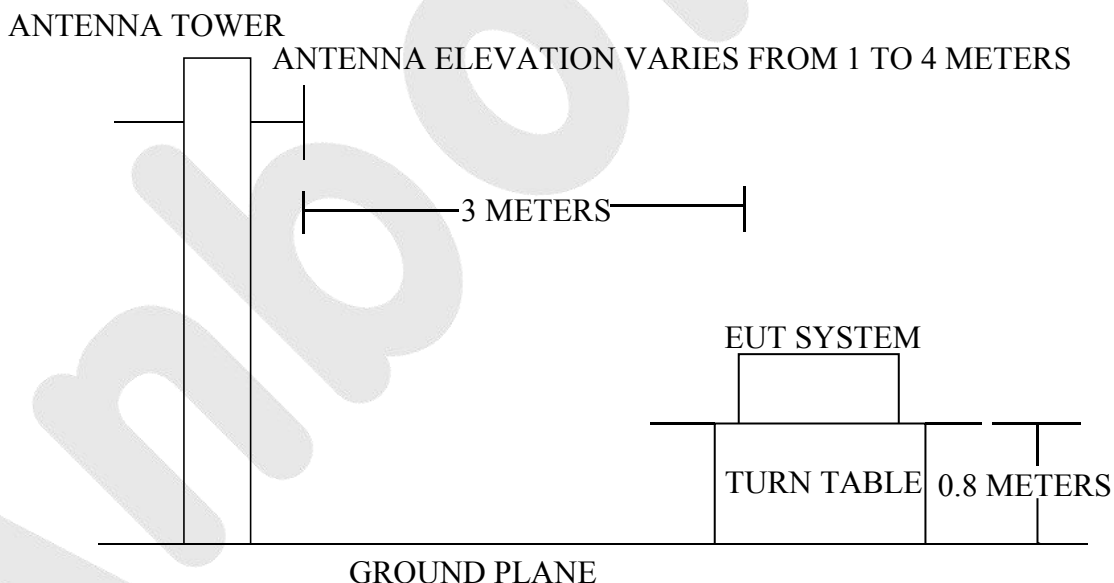 ANTENNA TOWER
ANTENNA ELEVATION VARIES FROM 1 TO 4 METERS
3 METERS
EUT SYSTEM
TURN TABLE
0.8 METERS
GROUND PLANE